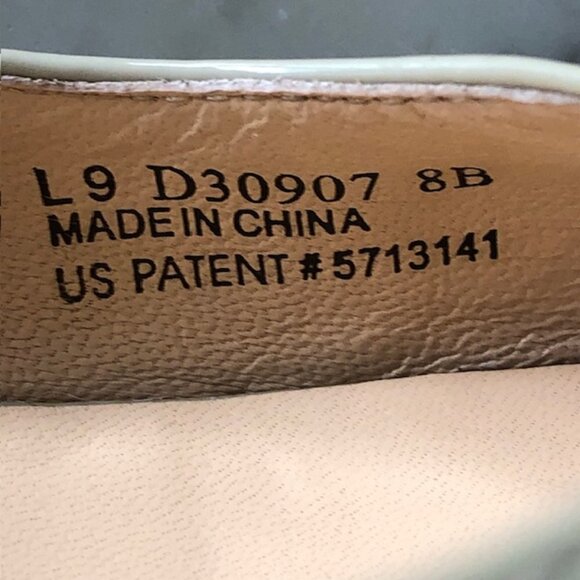 L9 D30907 8B
MADE IN CHINA
US PATENT #5713141